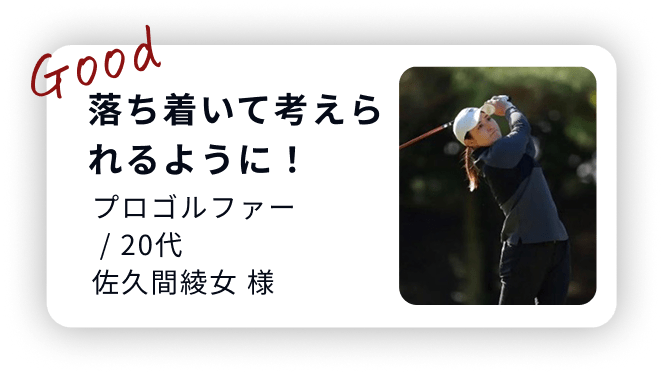 Good
落ち着いて考えら
れるように！
プロゴルファー
/ 20代
佐久間綾女 様